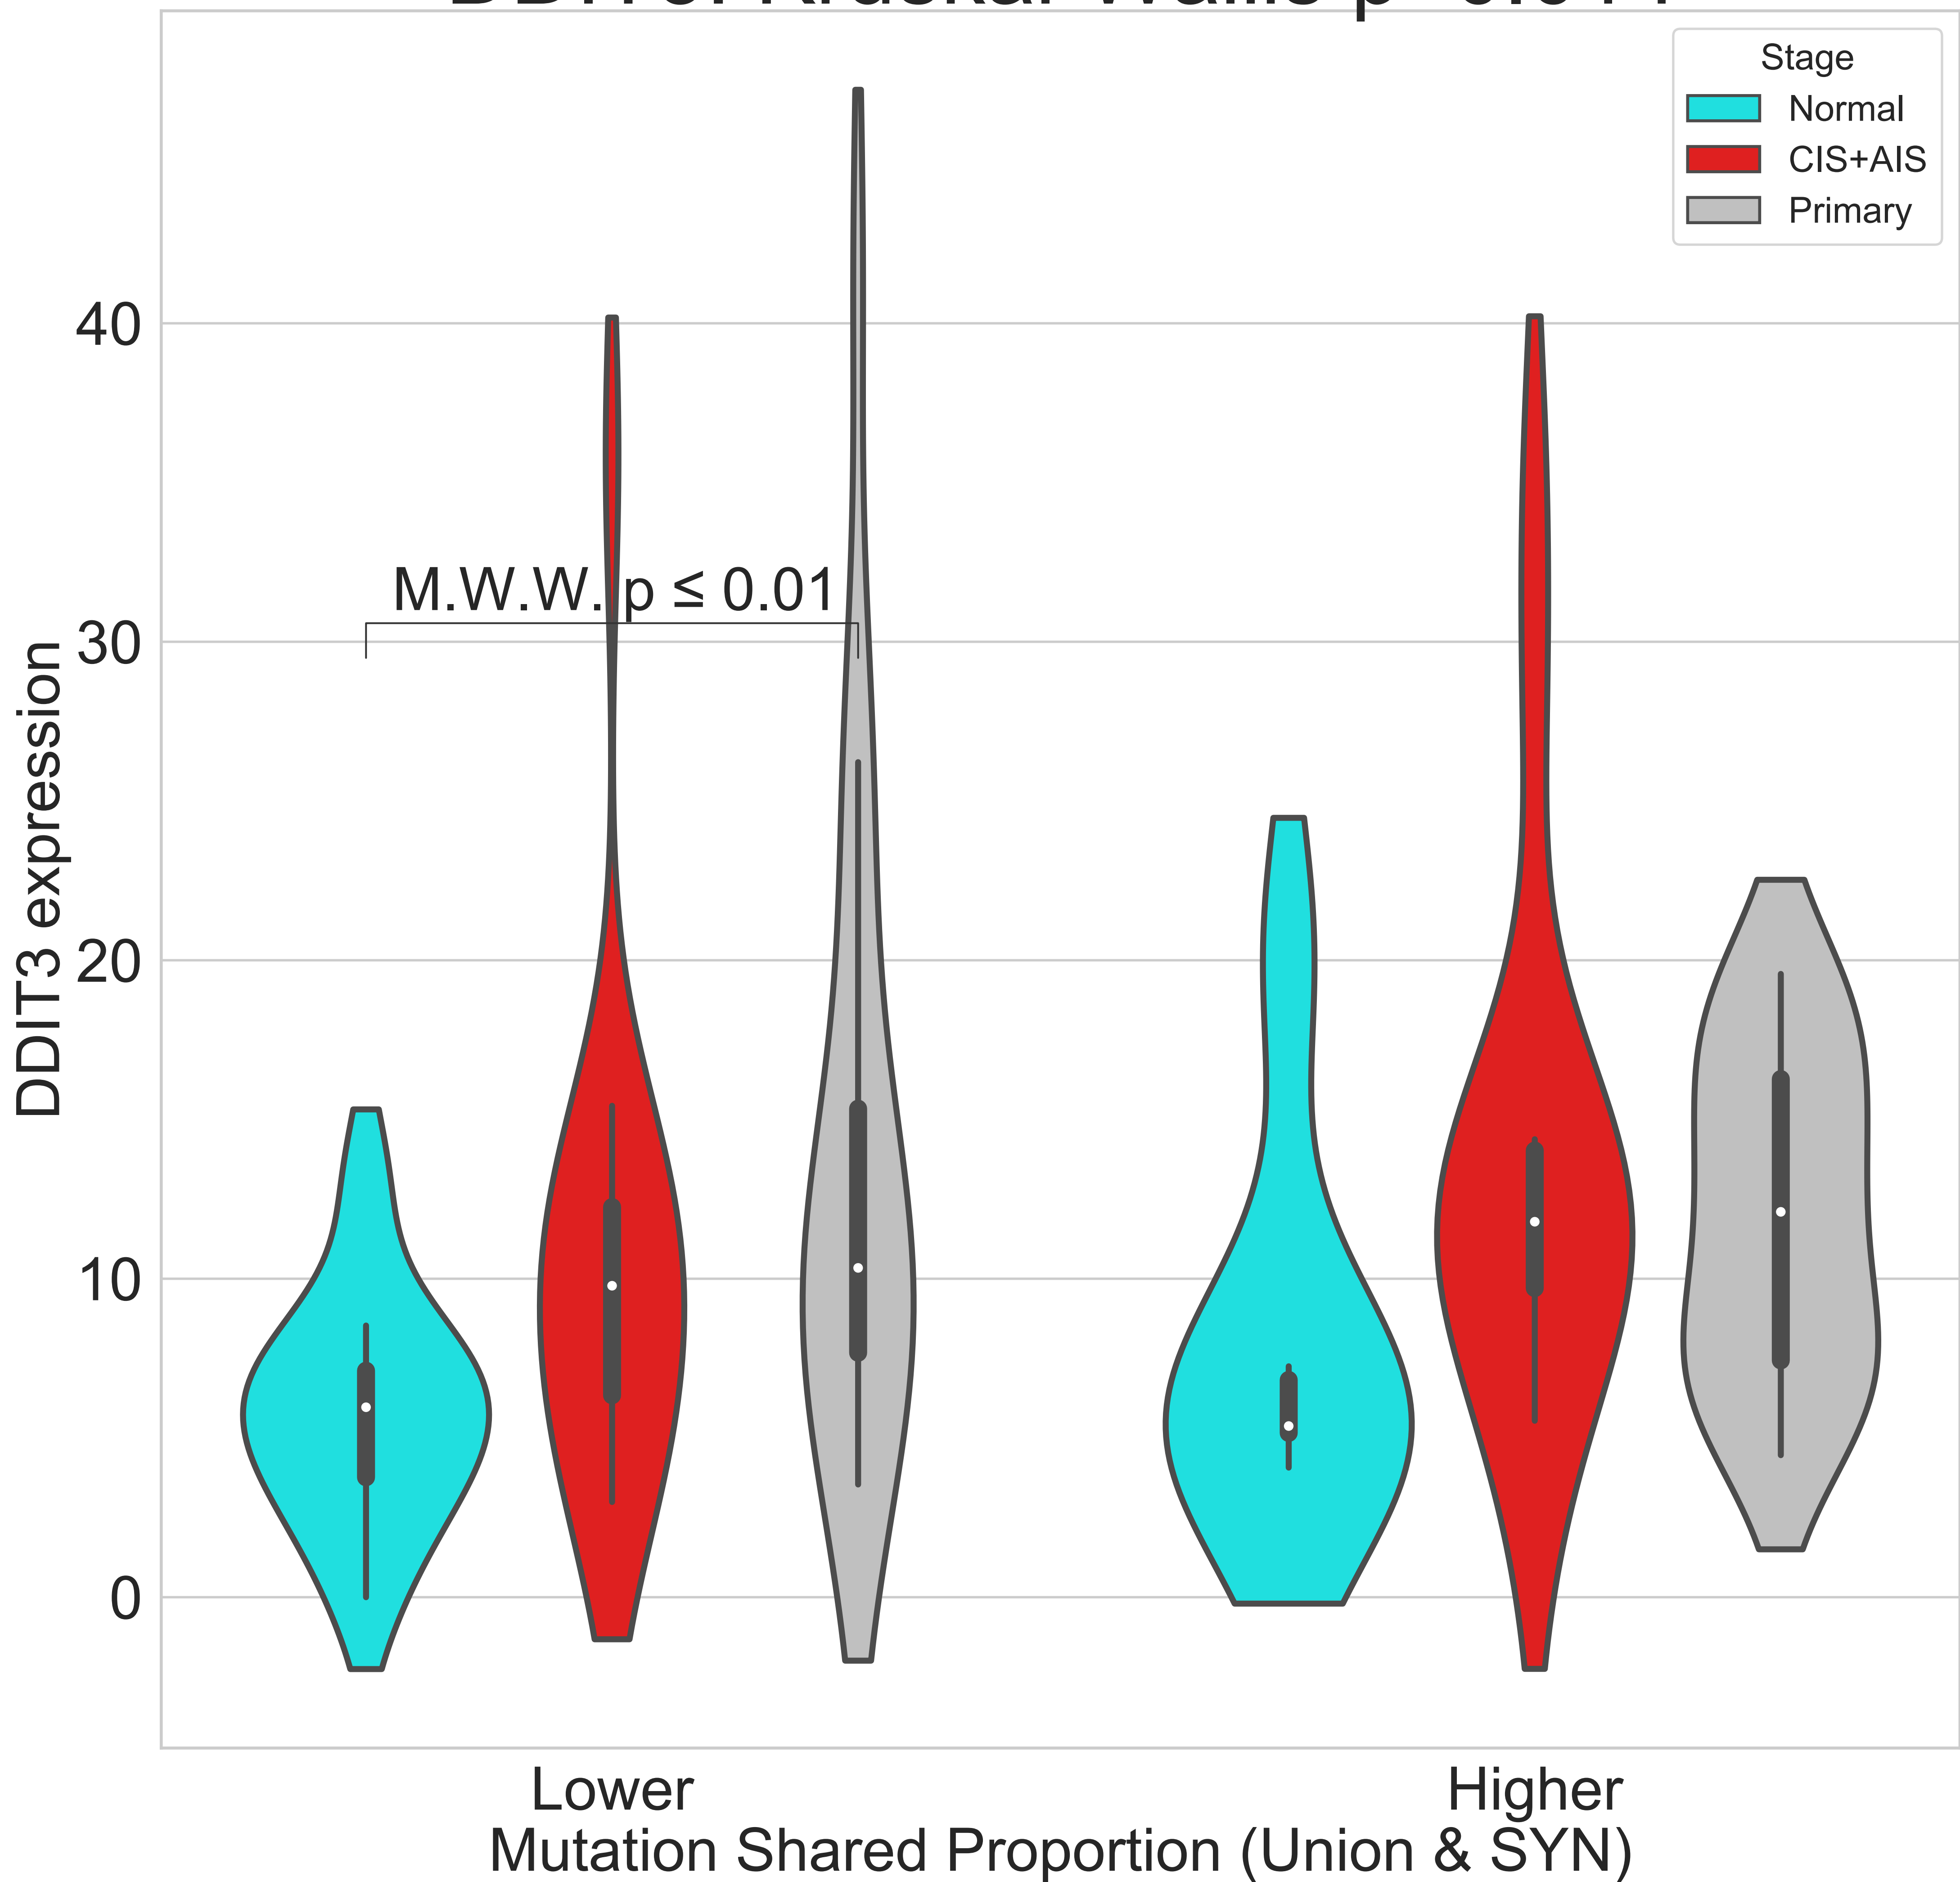 Stage
Normal
CIS+AIS
Primary
40
30
20
10
0
M.W.W. p ≤ 0.01
DDIT3 expression
Lower
Higher
Mutation Shared Proportion (Union & SYN)